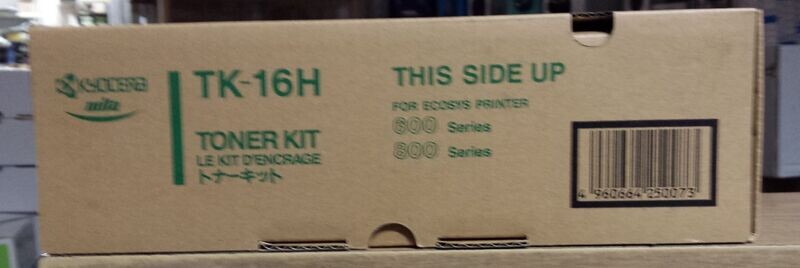 KYOCERA
mita
TK-16H
TONER KIT
LE KIT D'ENCRAGE
トナーキット
THIS SIDE UP
FOR ECOSYS PRINTER
600 Series
800 Series
4 960664 250073